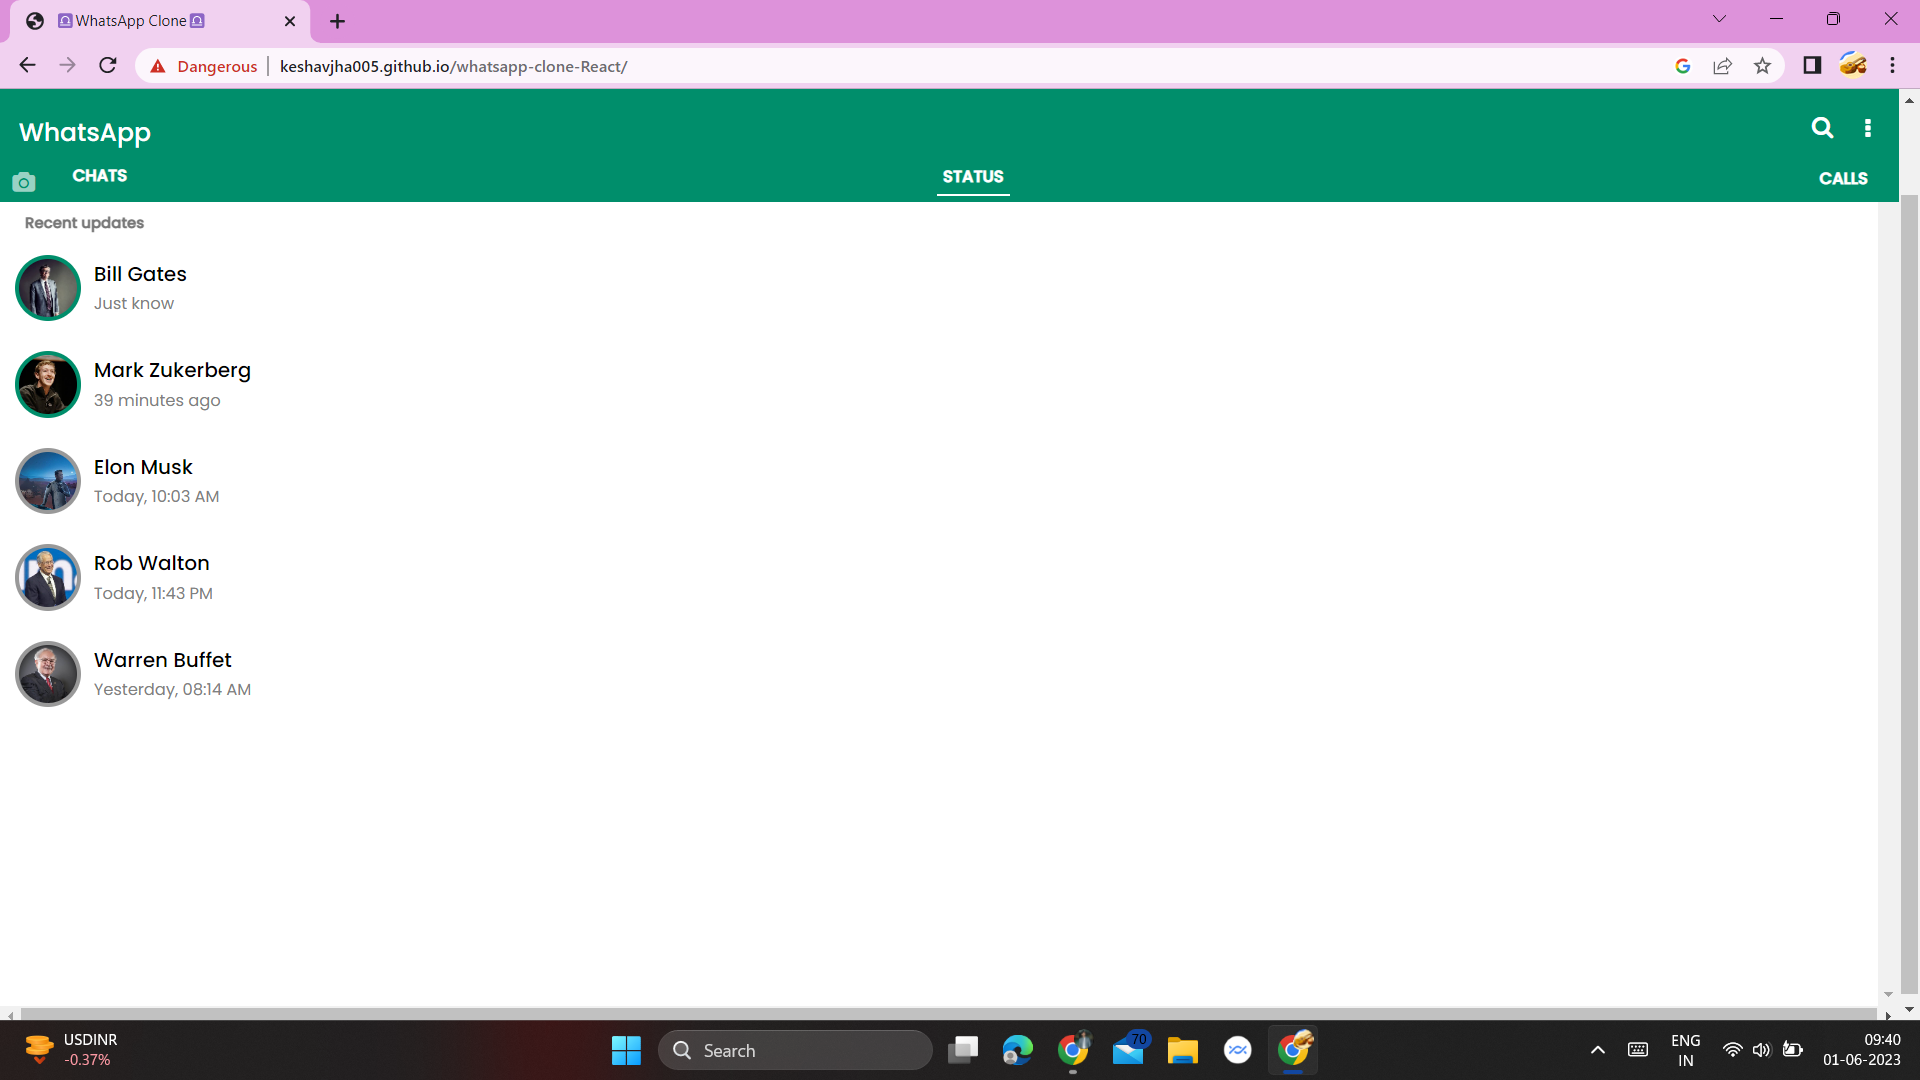 ♎WhatsApp Clone♎
Dangerous keshavjha005.github.io/whatsapp-clone-React/
WhatsApp
CHATS STATUS CALLS
Recent updates
Bill Gates
Just know
Mark Zukerberg
39 minutes ago
Elon Musk
Today, 10:03 AM
Rob Walton
Today, 11:43 PM
Warren Buffet
Yesterday, 08:14 AM
USDINR
-0.37%
Search
70
ENG
IN
09:40
01-06-2023